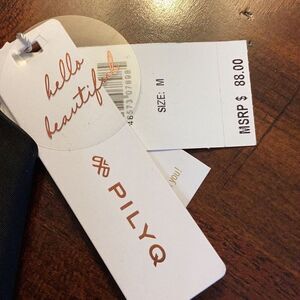 hello
beautiful
PILYQ
SIZE: M
MSRP $ 88.00
you!